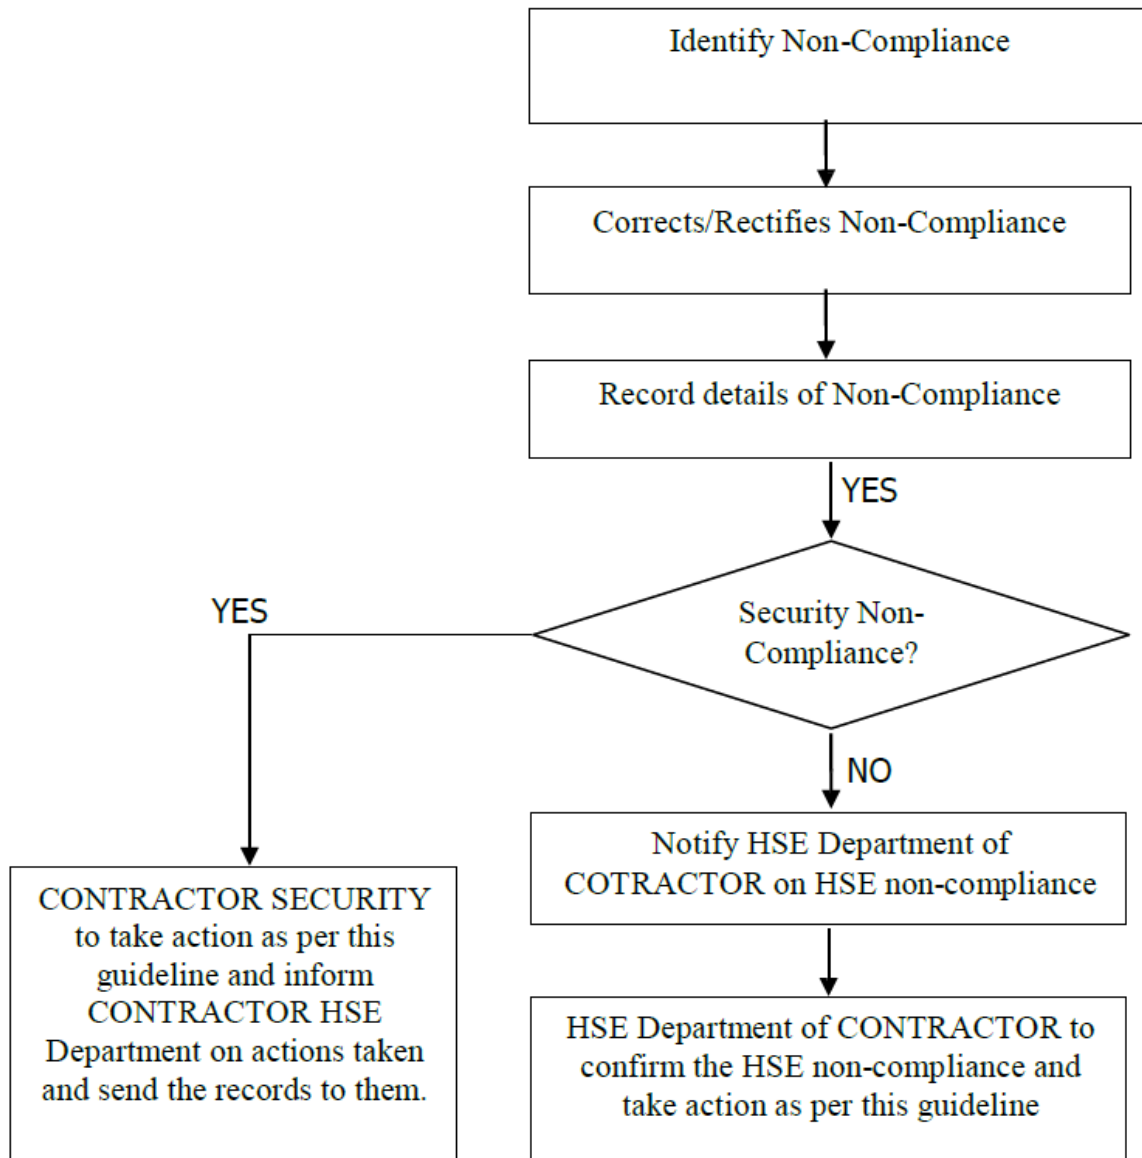 Identify Non-Compliance
Corrects/Rectifies Non-Compliance
Record details of Non-Compliance
YES
Security Non-
Compliance?
YES
NO
CONTRACTOR SECURITY
to take action as per this
guideline and inform
CONTRACTOR HSE
Department on actions taken
and send the records to them.
Notify HSE Department of
COTRACTOR on HSE non-compliance
HSE Department of CONTRACTOR to
confirm the HSE non-compliance and
take action as per this guideline